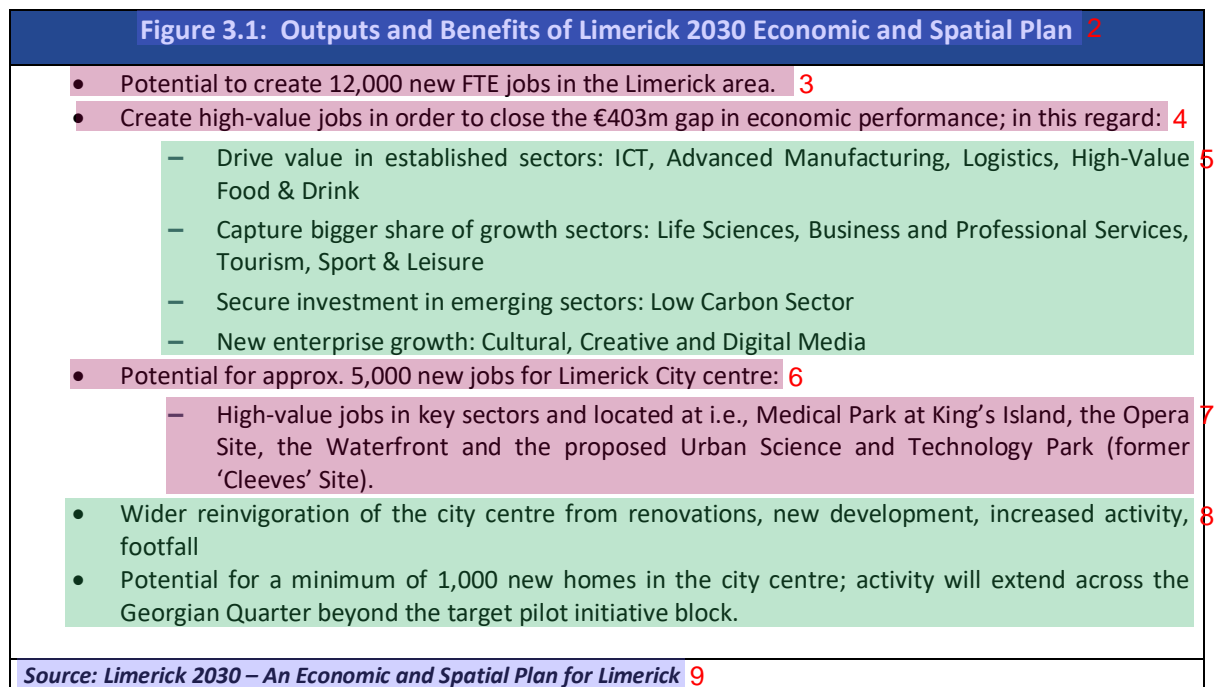 Figure 3.1: Outputs and Benefits of Limerick 2030 Economic and Spatial Plan 2
• Potential to create 12,000 new FTE jobs in the Limerick area. 3
• Create high-value jobs in order to close the €403m gap in economic performance; in this regard: 4
– Drive value in established sectors: ICT, Advanced Manufacturing, Logistics, High-Value 5
Food & Drink
– Capture bigger share of growth sectors: Life Sciences, Business and Professional Services,
Tourism, Sport & Leisure
– Secure investment in emerging sectors: Low Carbon Sector
– New enterprise growth: Cultural, Creative and Digital Media
• Potential for approx. 5,000 new jobs for Limerick City centre: 6
– High-value jobs in key sectors and located at i.e., Medical Park at King’s Island, the Opera 7
Site, the Waterfront and the proposed Urban Science and Technology Park (former
‘Cleeves’ Site).
• Wider reinvigoration of the city centre from renovations, new development, increased activity, 8
footfall
• Potential for a minimum of 1,000 new homes in the city centre; activity will extend across the
Georgian Quarter beyond the target pilot initiative block.
Source: Limerick 2030 – An Economic and Spatial Plan for Limerick 9